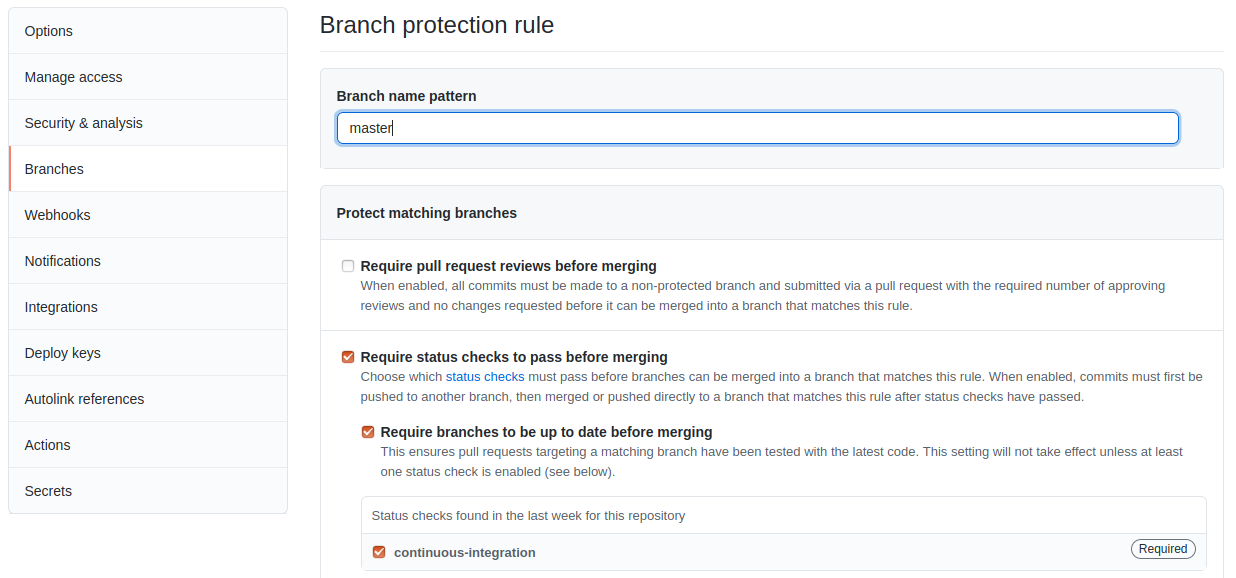 Options
Manage access
Security & analysis
Branches
Webhooks
Notifications
Integrations
Deploy keys
Autolink references
Actions
Secrets
Branch protection rule
Branch name pattern
master
Protect matching branches
Require pull request reviews before merging
When enabled, all commits must be made to a non-protected branch and submitted via a pull request with the required number of approving
reviews and no changes requested before it can be merged into a branch that matches this rule.
Require status checks to pass before merging
Choose which status checks must pass before branches can be merged into a branch that matches this rule. When enabled, commits must first be
pushed to another branch, then merged or pushed directly to a branch that matches this rule after status checks have passed.
Require branches to be up to date before merging
This ensures pull requests targeting a matching branch have been tested with the latest code. This setting will not take effect unless at least
one status check is enabled (see below).
Status checks found in the last week for this repository
continuous-integration Required